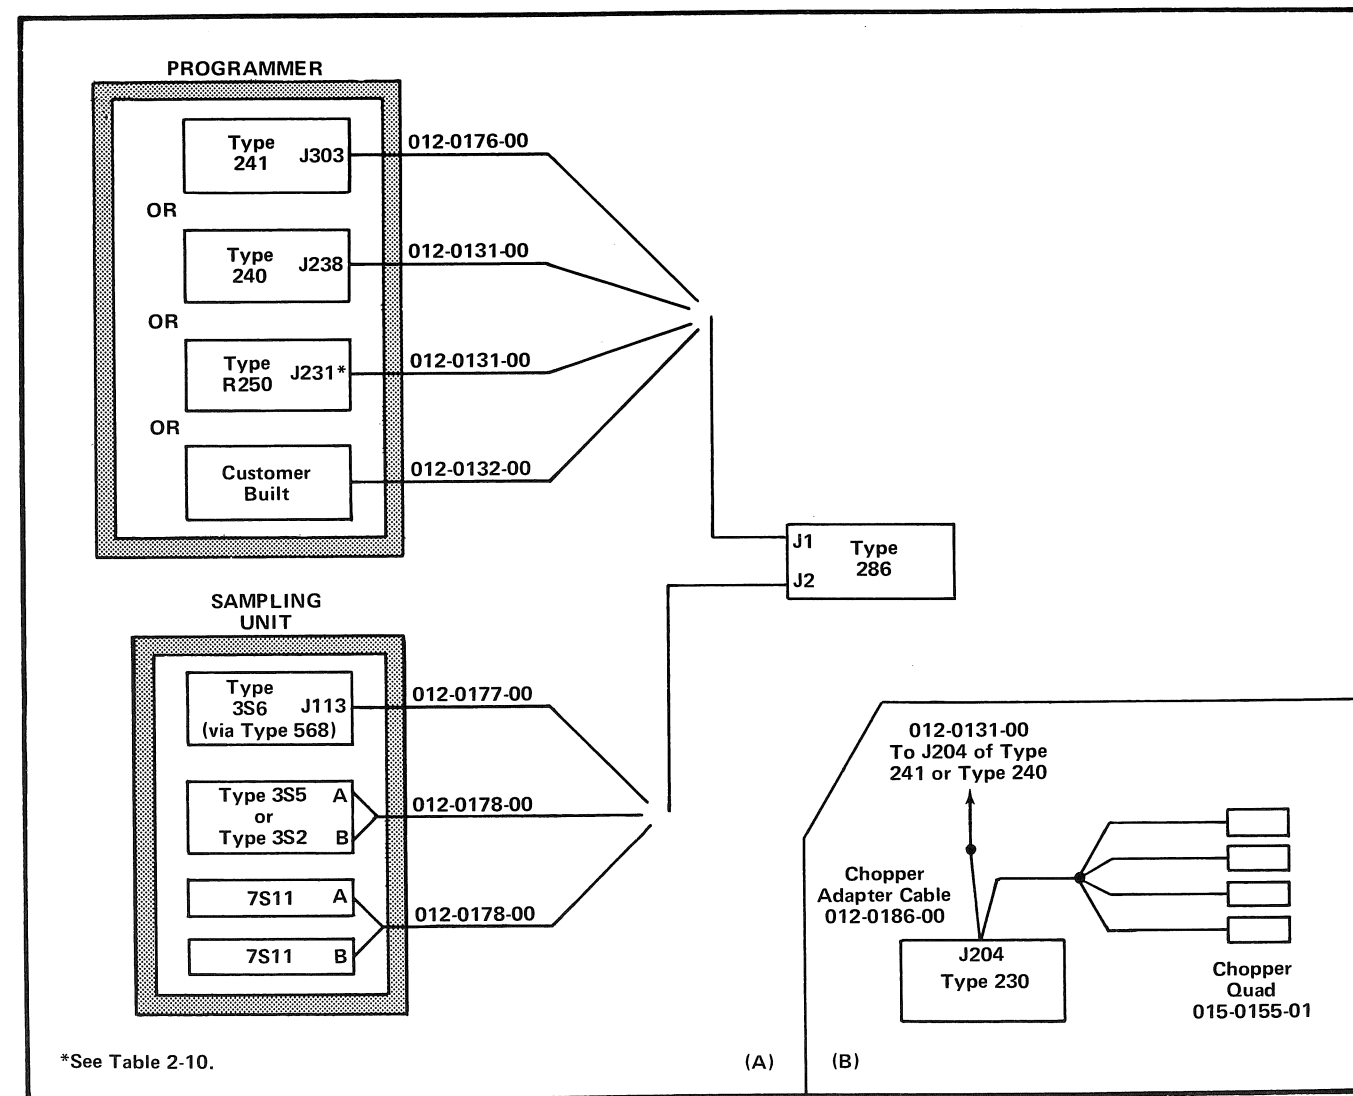 PROGRAMMER
Type
241
J303
012-0176-00
OR
Type
240
J238
012-0131-00
OR
Type
R250
J231*
012-0131-00
OR
Customer
Built
012-0132-00
J1
J2
Type
286
SAMPLING
UNIT
Type
3S6
J113
(via Type 568)
012-0177-00
Type 3S5 A
or
Type 3S2 B
012-0178-00
7S11 A
7S11 B
012-0178-00
*See Table 2-10.
(A)
012-0131-00
To J204 of Type
241 or Type 240
Chopper
Adapter Cable
012-0186-00
J204
Type 230
Chopper
Quad
015-0155-01
(B)